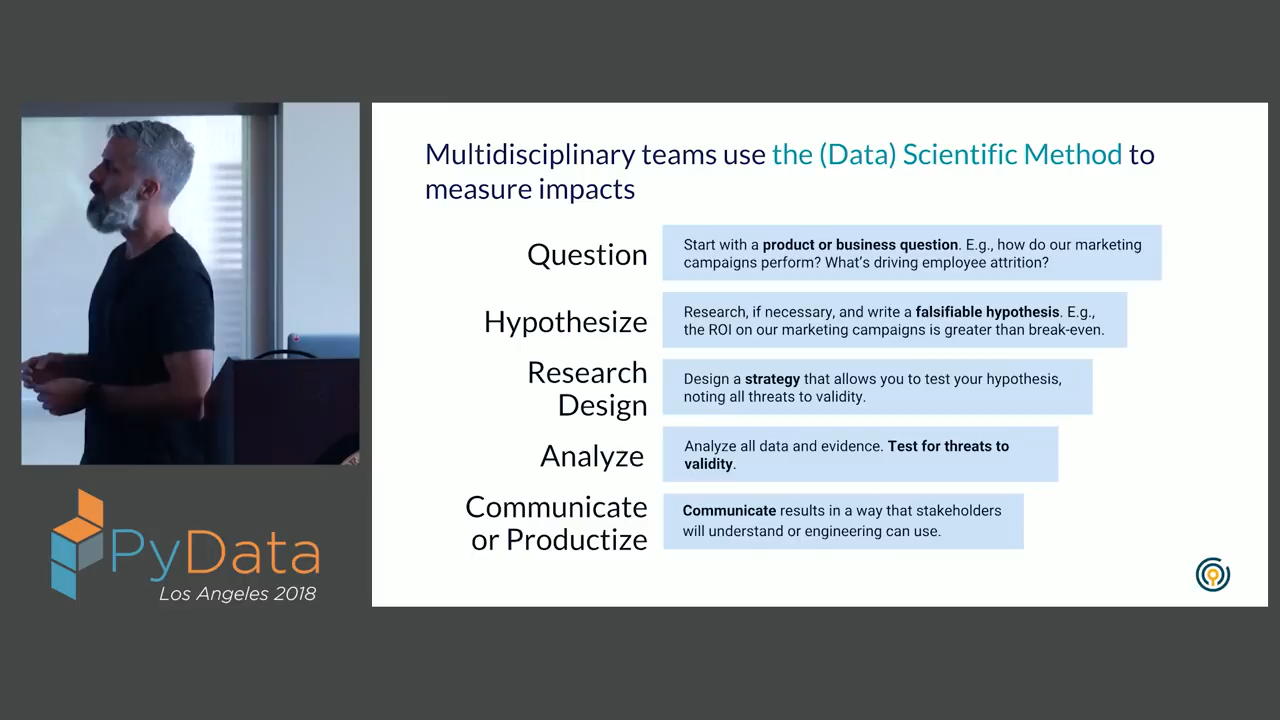 Multidisciplinary teams use the (Data) Scientific Method to
measure impacts
Question
Start with a product or business question. E.g., how do our marketing
campaigns perform? What's driving employee attrition?
Hypothesize
Research, if necessary, and write a falsifiable hypothesis. E.g.,
the ROI on our marketing campaigns is greater than break-even.
Research
Design
Design a strategy that allows you to test your hypothesis,
noting all threats to validity.
Analyze
Analyze all data and evidence. Test for threats to
validity.
Communicate
or Productize
Communicate results in a way that stakeholders
will understand or engineering can use.
PyData
Los Angeles 2018